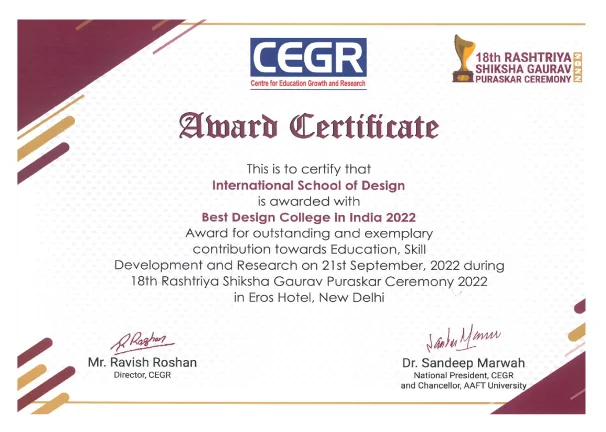 CEGR
Centre for Education Growth and Research
18th RASHTRIYA
SHIKSHA GAURAV
PURASKAR CEREMONY
2022
Award Certificate
This is to certify that
International School of Design
is awarded with
Best Design College in India 2022
Award for outstanding and exemplary
contribution towards Education, Skill
Development and Research on 21st September, 2022 during
18th Rashtriya Shiksha Gaurav Puraskar Ceremony 2022
in Eros Hotel, New Delhi
R Roshan
Mr. Ravish Roshan
Director, CEGR
Dr. Sandeep Marwah
National President, CEGR
and Chancellor, AAFT University